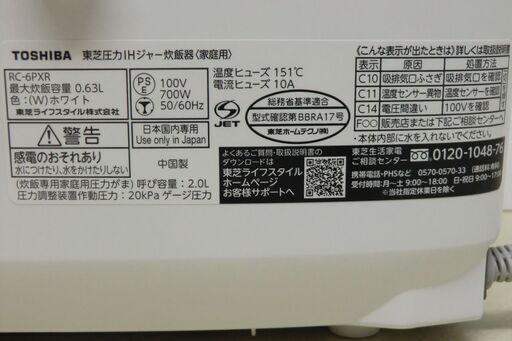 TOSHIBA 東芝圧力IHジャー炊飯器〈家庭用〉
RC-6PXR
最大炊飯容量 0.63L
色：(W)ホワイト
東芝ライフスタイル株式会社
PS E
100V
700W
50/60Hz
温度ヒューズ 151℃
電流ヒューズ 10A
S JET
総務省基準適合
型式確認第BBRA17号
東芝ホームテクノ(株)
警告
感電のおそれあり
水につけたり、水をかけたりしない
日本国内専用
Use only in Japan
中国製
(炊飯専用家庭用圧力がま) 呼び容量：2.0L
圧力調整装置作動圧力：20kPa ゲージ圧力
よくあるご質問・取扱説明書の
ダウンロードは
東芝ライフスタイル
ホームページ
お客様サポートへ
《こんな表示が出たときは》詳しくは取扱説明書
C10 吸排気口ふさぎ 吸排気口を確認
C11 温度センサー異物 温度センサーを確認
C14 電圧間違い 100Vを確認
F○○ 販売店または下記ご相談センター
・本体内部に水を入れない
東芝生活家電
ご相談センター
0120-1048-76
携帯電話・PHSなど 0570-0570-33 (通話料:有料)
受付時間：月～土 9:00～18:00 日・祝日 9:00～17:00
※当社指定休業日を除く